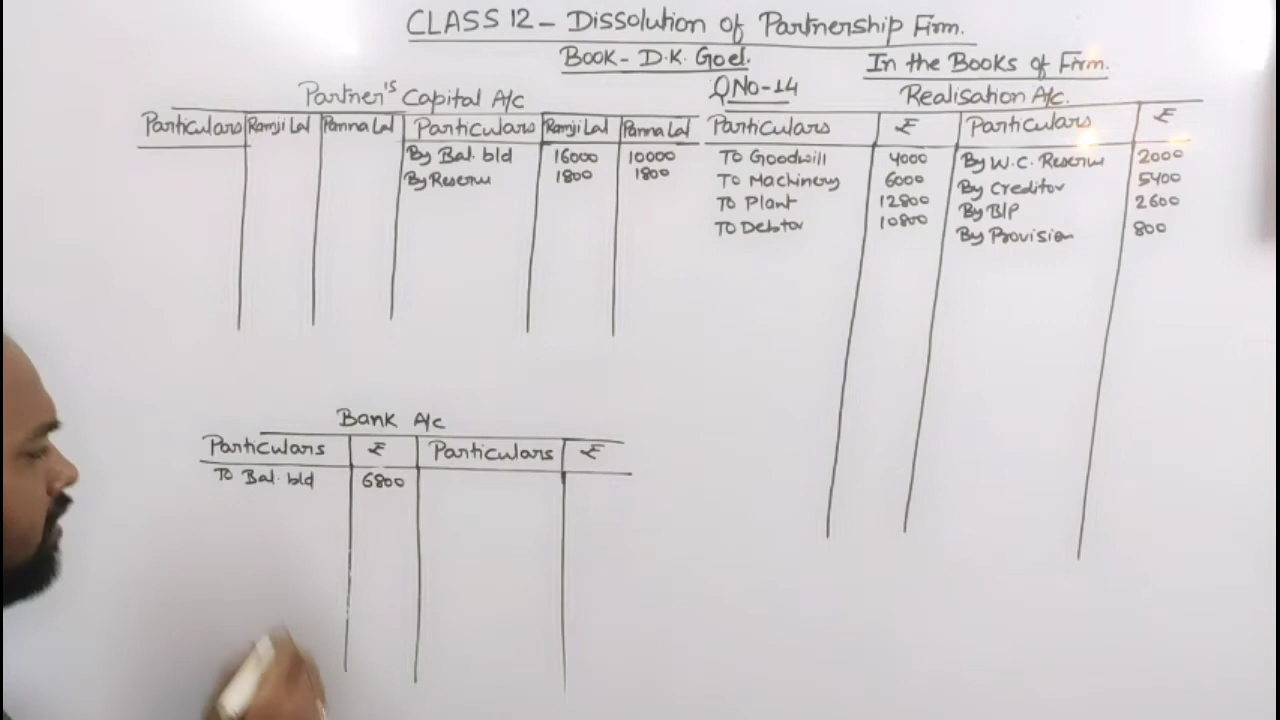 CLASS 12 - Dissolution of Partnership Firm.
BOOK - D.K. Goel.
In the Books of Firm.
QNo-14
Partner's Capital A/c
Particulars Ramji Lal Panna Lal Particulars Ramji Lal Panna Lal
By Bal. b/d 16000 10000
By Reserve 1800 1800
Realisation A/c.
Particulars ₹ Particulars ₹
To Goodwill 4000 By W.C. Reserve 2000
To Machinery 6000 By Creditor 5400
To Plant 12800 By B/P 2600
To Debtor 10800 By Provision 800
Bank A/c
Particulars ₹ Particulars ₹
To Bal. b/d 6800